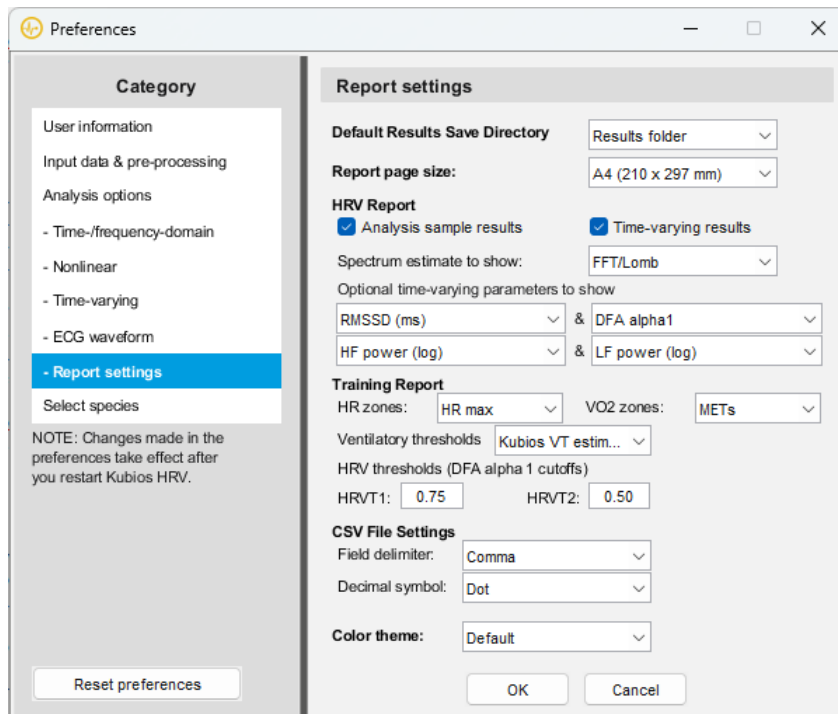 Preferences
Category
User information
Input data & pre-processing
Analysis options
- Time-/frequency-domain
- Nonlinear
- Time-varying
- ECG waveform
- Report settings
Select species
NOTE: Changes made in the
preferences take effect after
you restart Kubios HRV.
Reset preferences
Report settings
Default Results Save Directory Results folder
Report page size: A4 (210 x 297 mm)
HRV Report
Analysis sample results Time-varying results
Spectrum estimate to show: FFT/Lomb
Optional time-varying parameters to show
RMSSD (ms) & DFA alpha1
HF power (log) & LF power (log)
Training Report
HR zones: HR max VO2 zones: METs
Ventilatory thresholds Kubios VT estim...
HRV thresholds (DFA alpha 1 cutoffs)
HRVT1: 0.75 HRVT2: 0.50
CSV File Settings
Field delimiter: Comma
Decimal symbol: Dot
Color theme: Default
OK Cancel